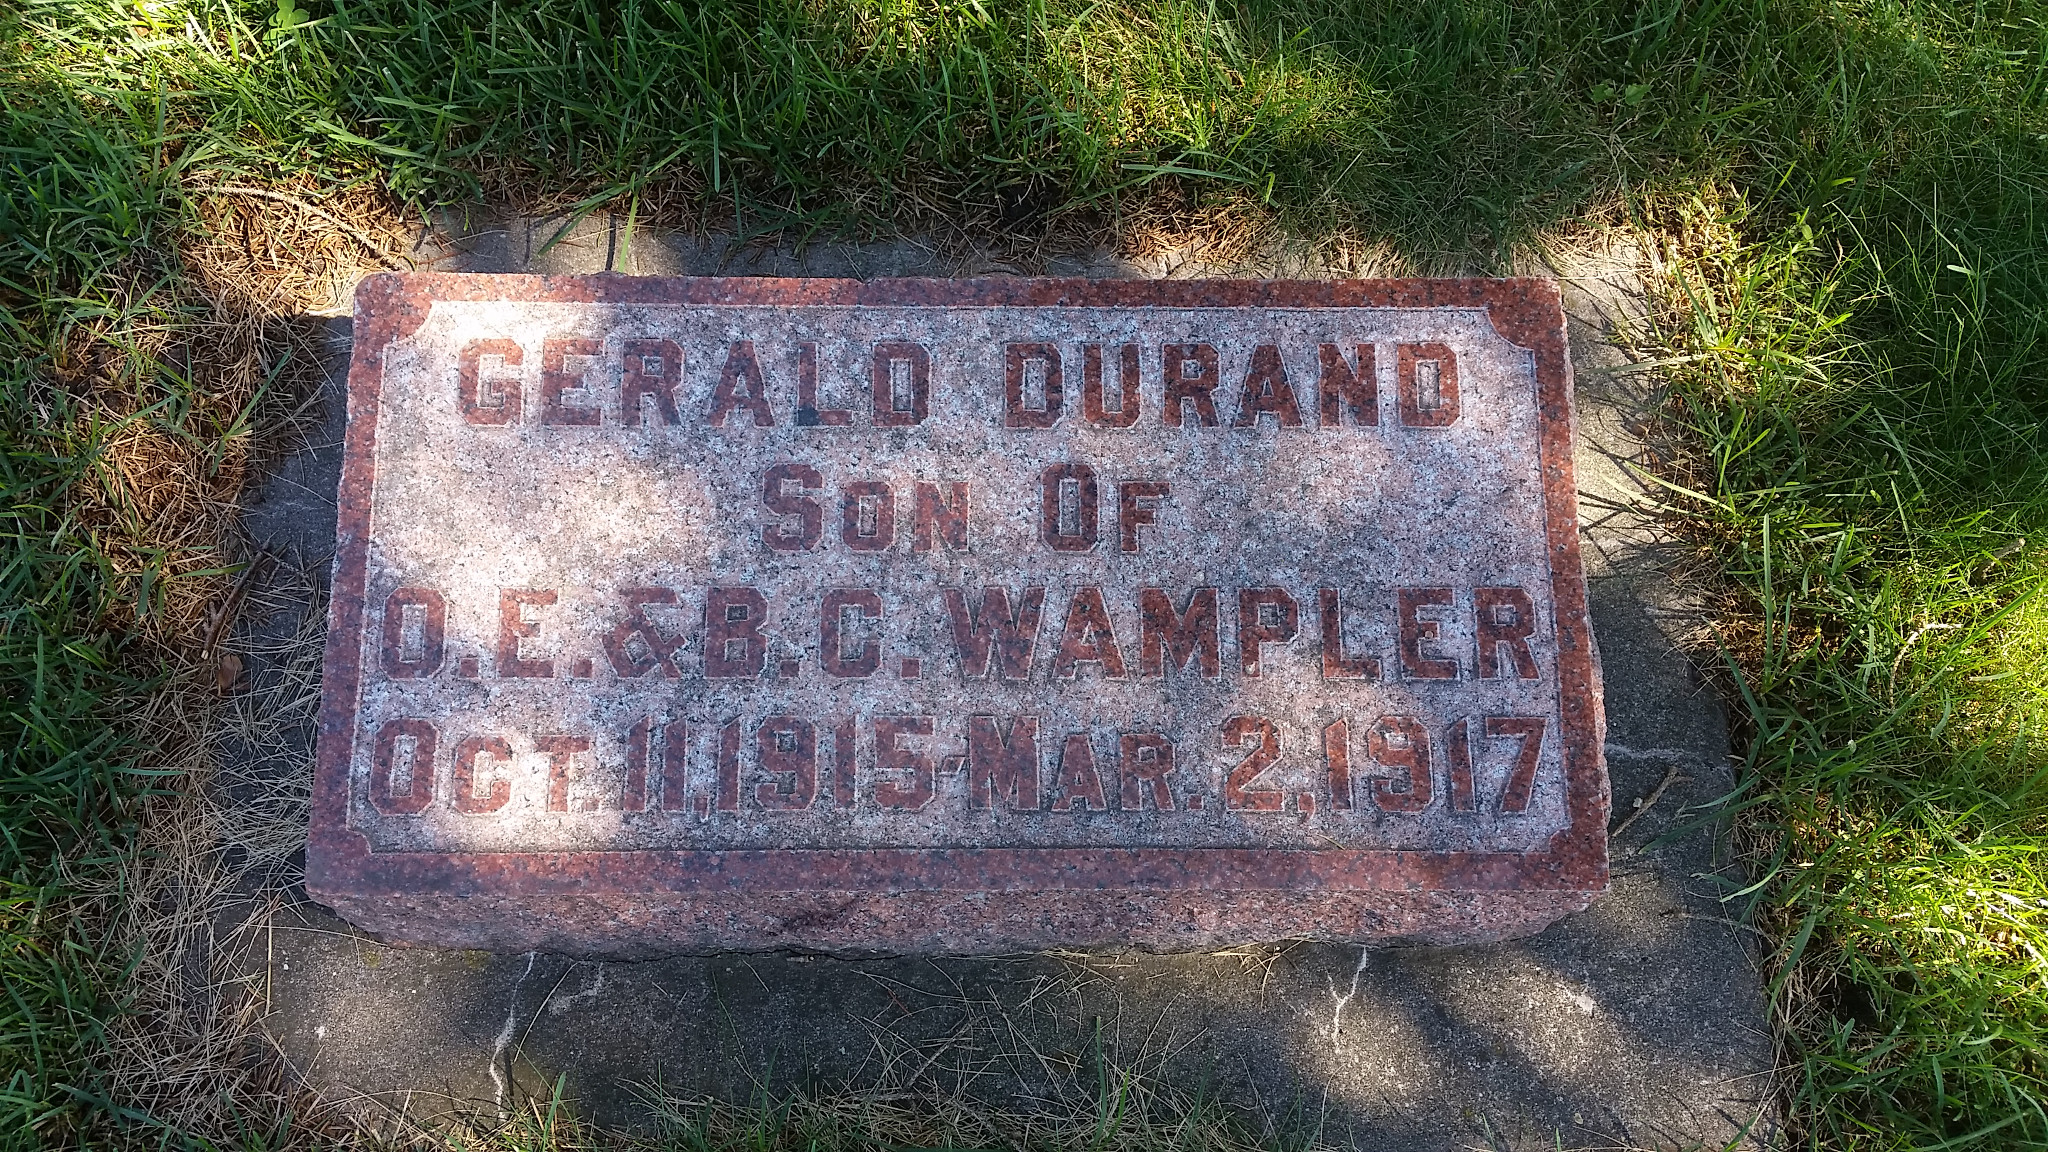 GERALD DURAND
SON OF
O.E.&B.C.WAMPLER
OCT.11,1915-MAR.2,1917